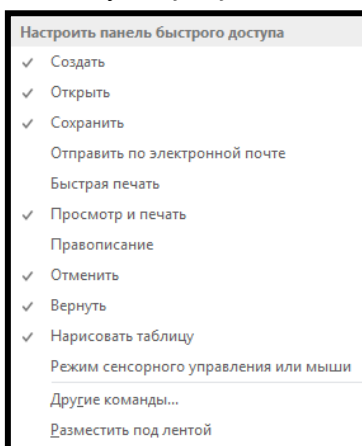 Настроить панель быстрого доступа
Создать
Открыть
Сохранить
Отправить по электронной почте
Быстрая печать
Просмотр и печать
Правописание
Отменить
Вернуть
Нарисовать таблицу
Режим сенсорного управления или мыши
Другие команды...
Разместить под лентой